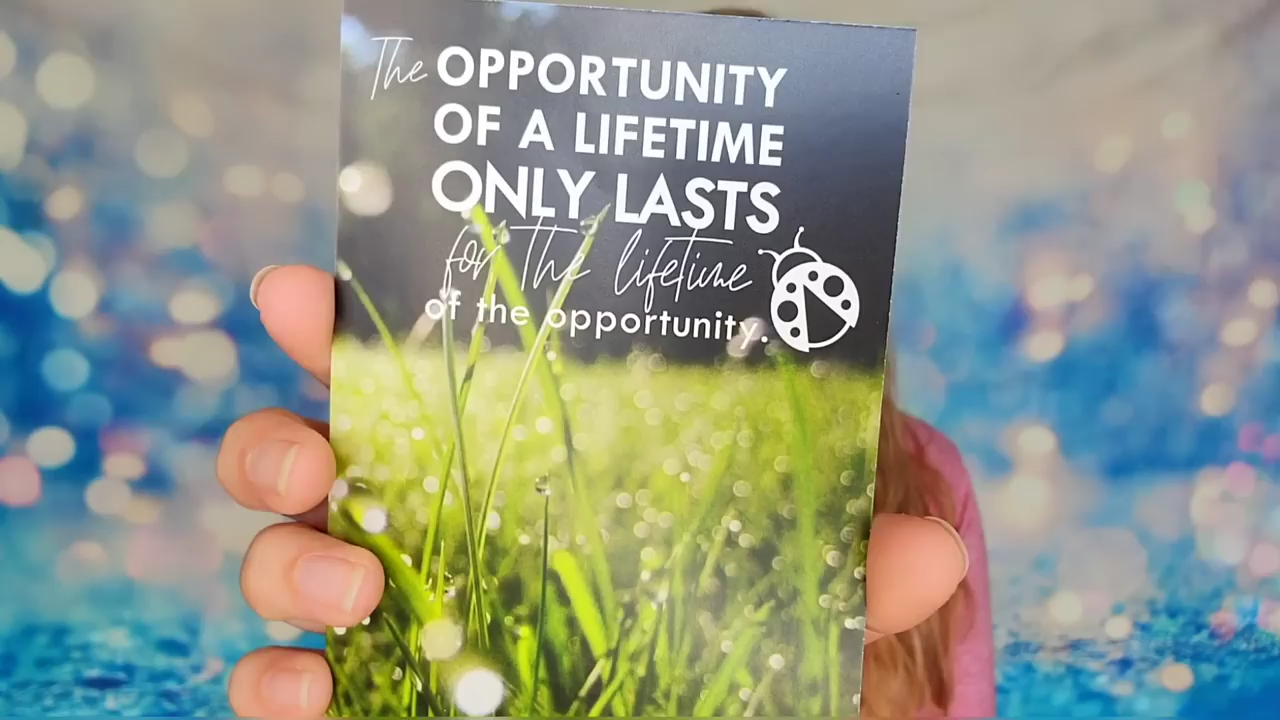 The OPPORTUNITY
OF A LIFETIME
ONLY LASTS
for the lifetime
of the opportunity.